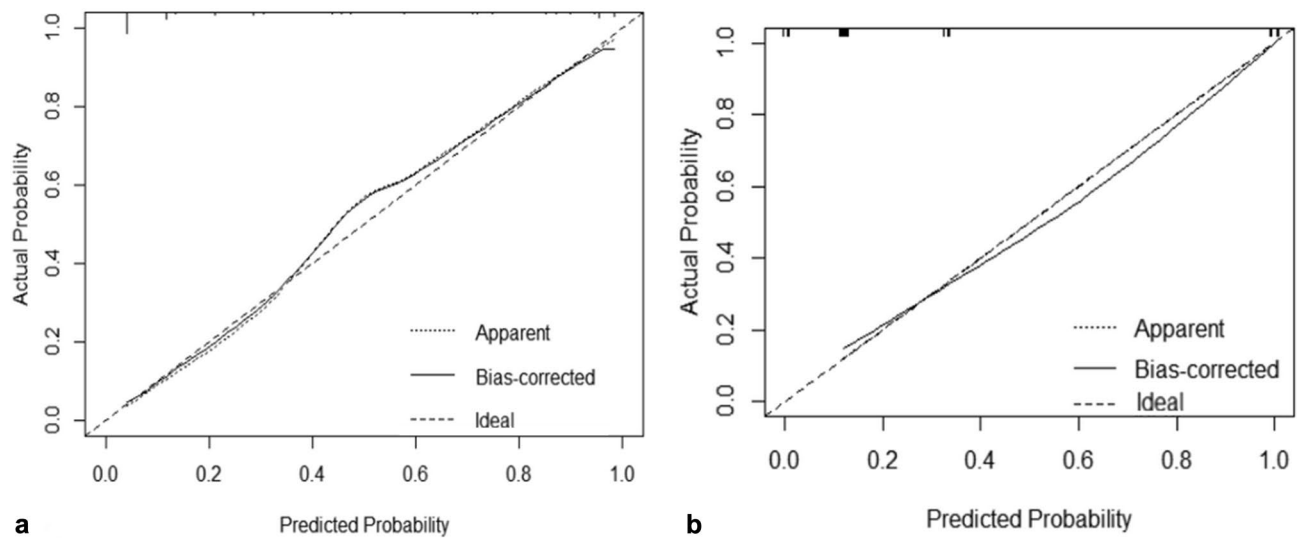 Actual Probability
1.0
0.8
0.6
0.4
0.2
0.0
Apparent
Bias-corrected
Ideal
0.0 0.2 0.4 0.6 0.8 1.0
Predicted Probability
a
Actual Probability
1.0
0.8
0.6
0.4
0.2
0.0
Apparent
Bias-corrected
Ideal
0.0 0.2 0.4 0.6 0.8 1.0
Predicted Probability
b